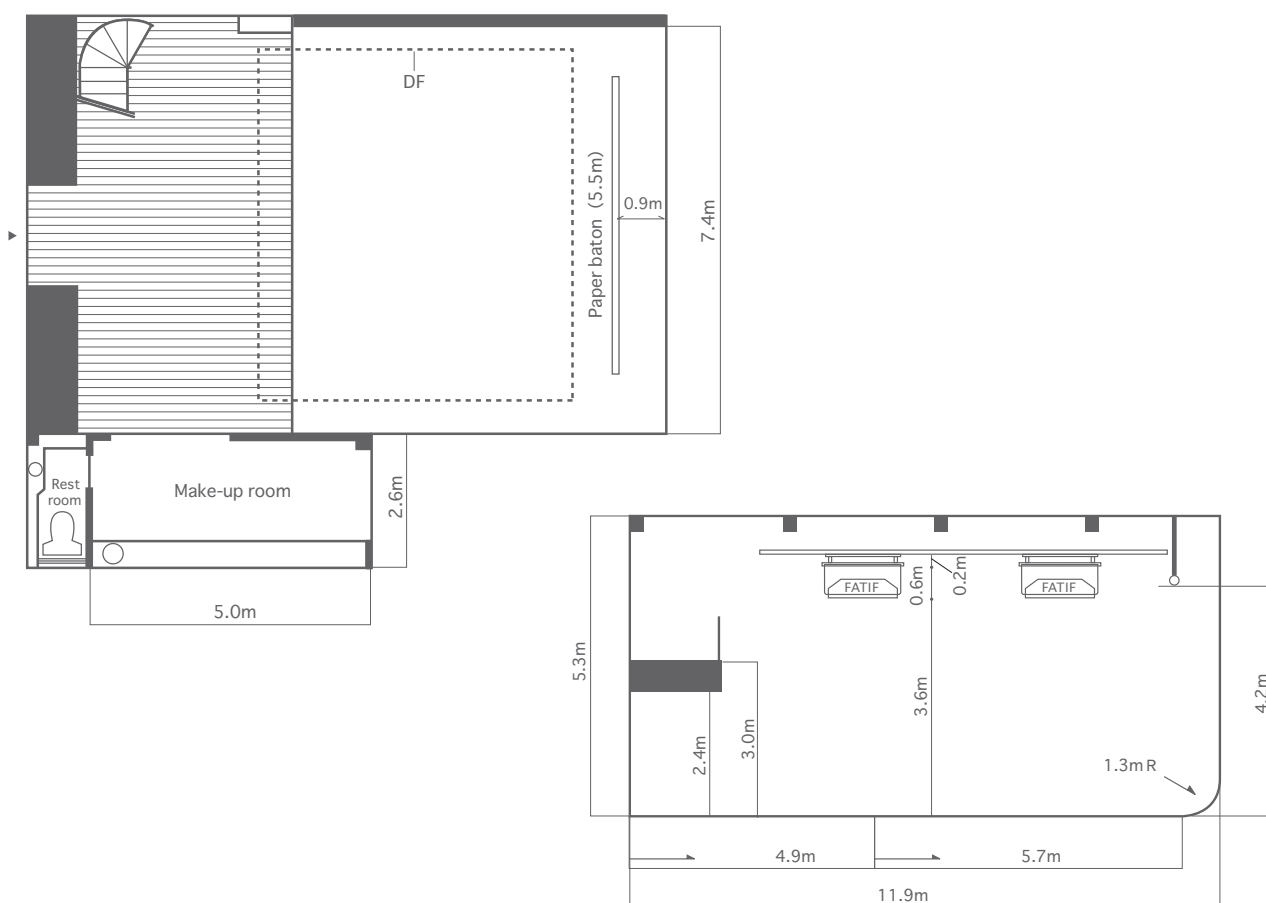 DF
Paper baton (5.5m)
0.9m
7.4m
Rest
room
Make-up room
2.6m
5.0m
FATIF
FATIF
0.6m
0.2m
5.3m
3.6m
4.2m
2.4m
3.0m
1.3m R
4.9m
5.7m
11.9m